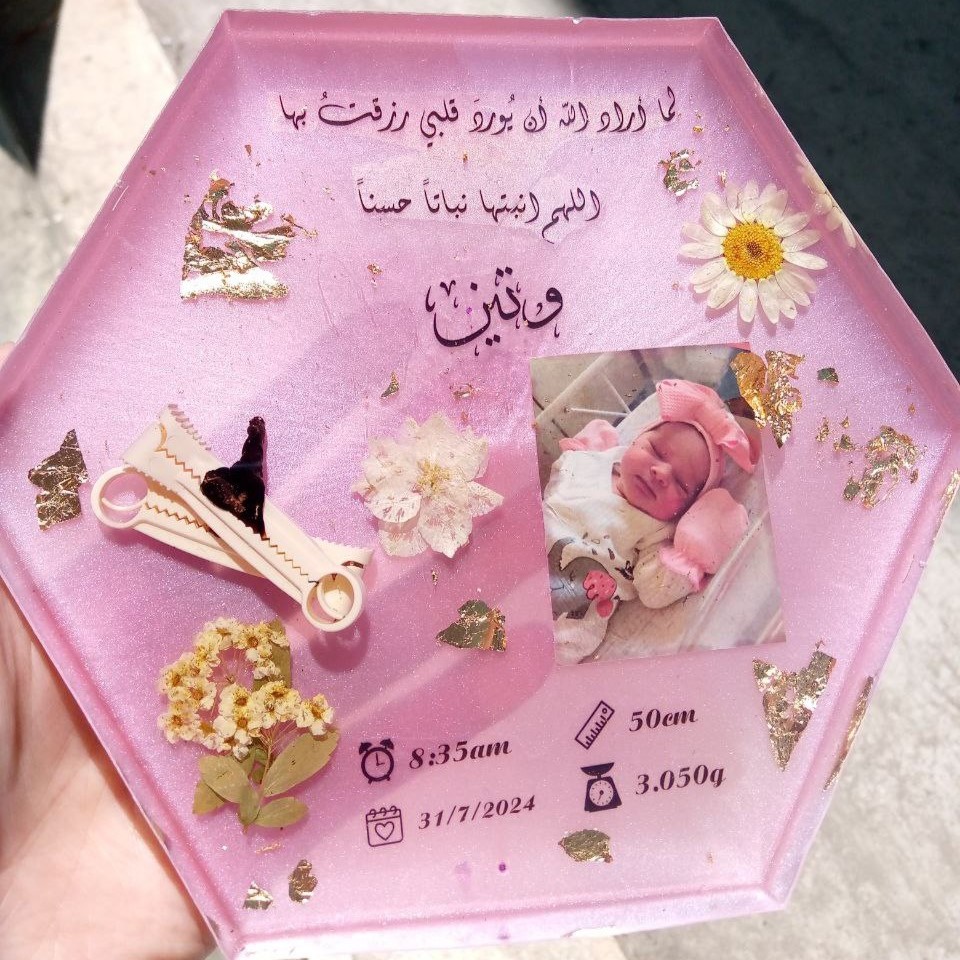 لما أراد الله أن يُوردَ قلبي رزقتُ بها
اللهم انبتها نباتاً حسناً
وتين
8:35am
50cm
31/7/2024
3.050g